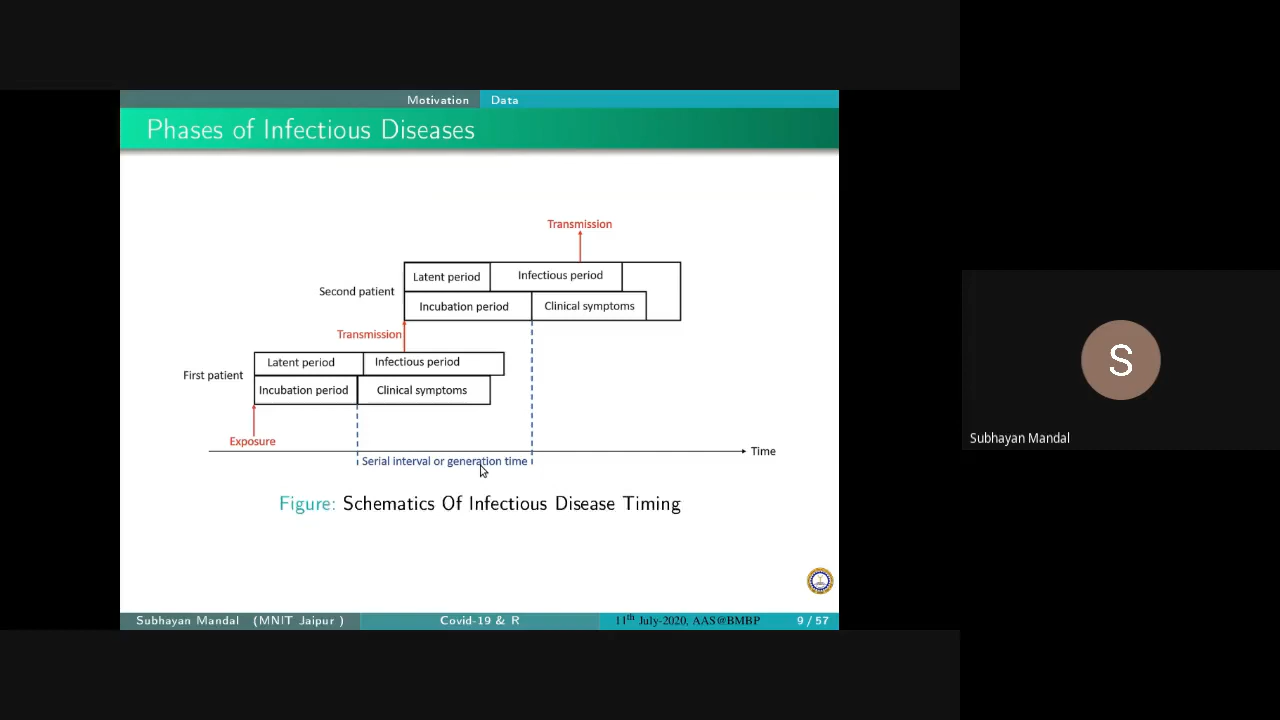 Motivation Data
Phases of Infectious Diseases
Transmission
Latent period Infectious period
Second patient
Incubation period Clinical symptoms
Transmission
Latent period Infectious period
First patient
Incubation period Clinical symptoms
Exposure
Time
Serial interval or generation time
Figure: Schematics Of Infectious Disease Timing
Subhayan Mandal (MNIT Jaipur ) Covid-19 & R 11th July-2020, AAS@BMBP 9 / 57
S
Subhayan Mandal